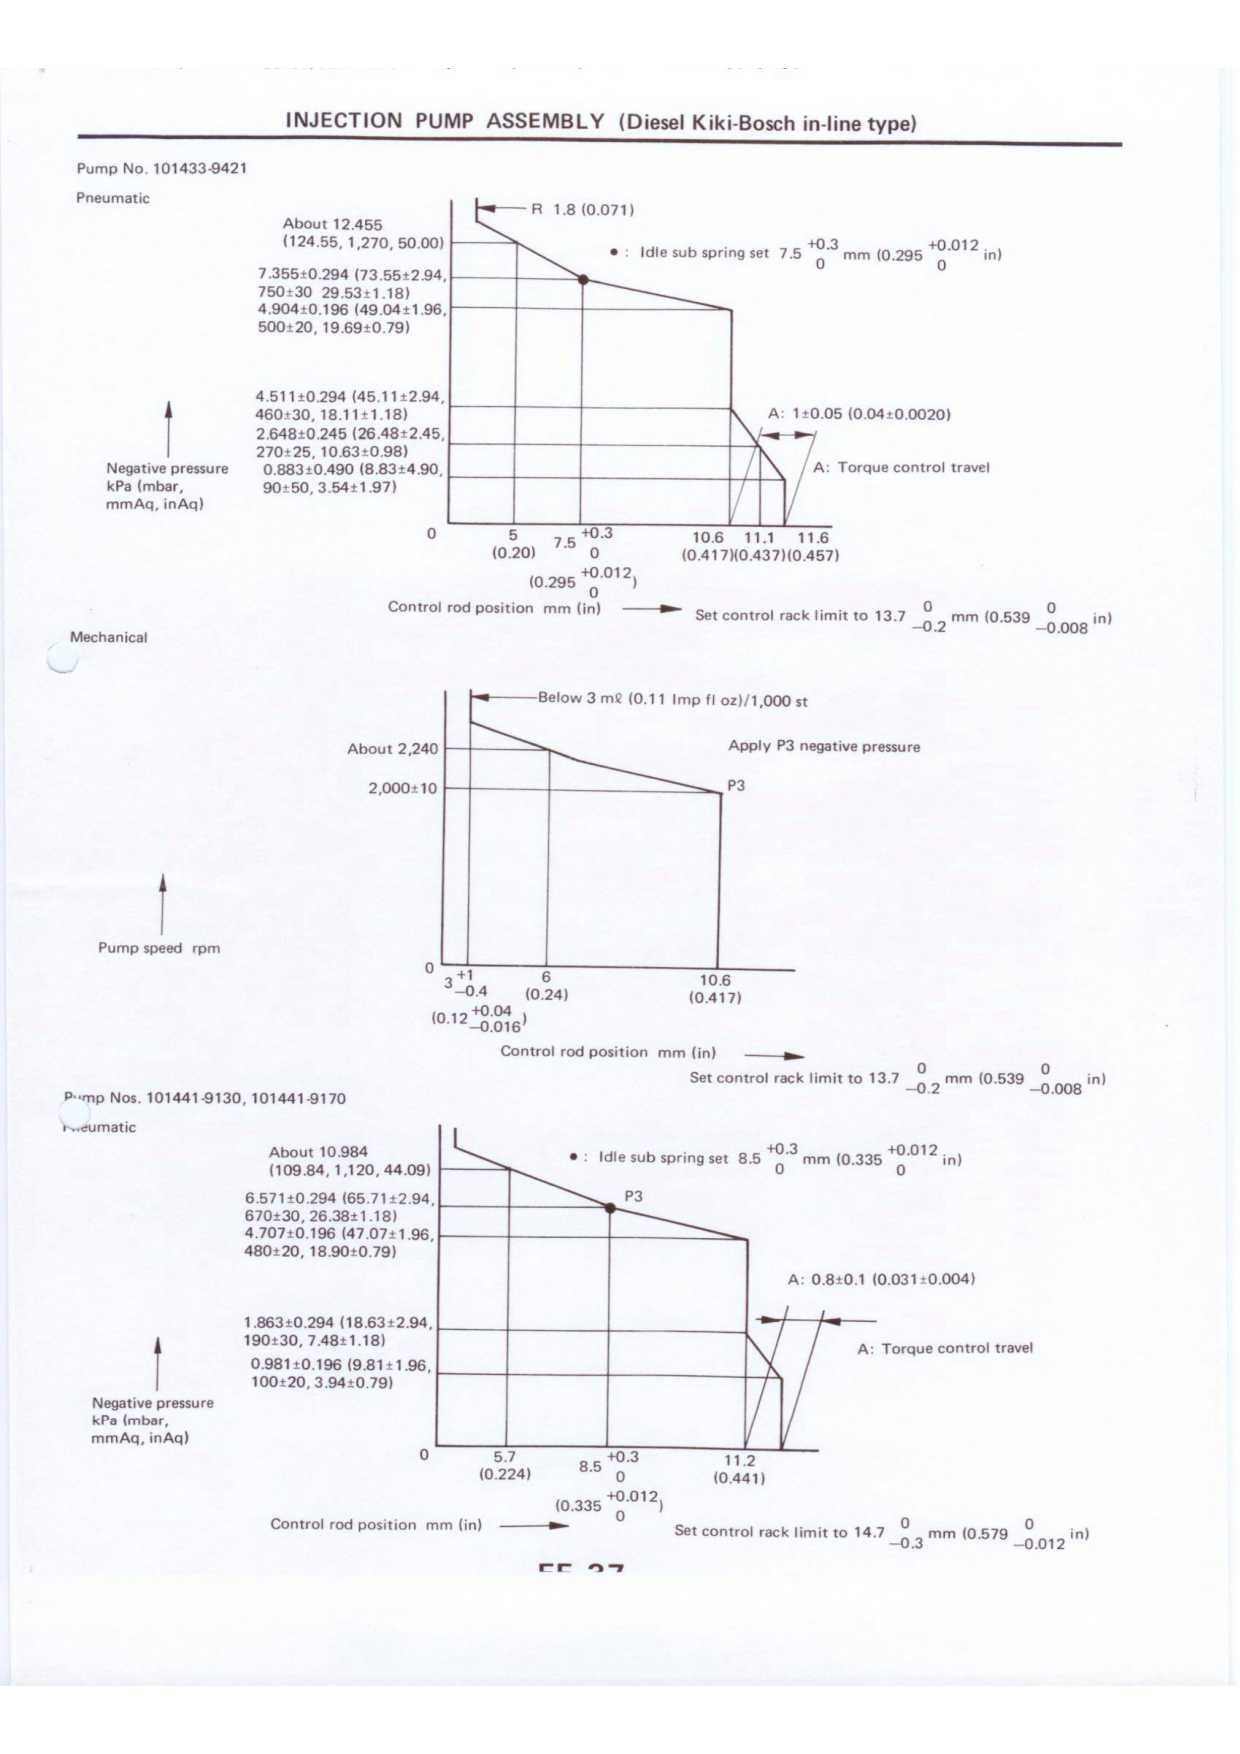 INJECTION PUMP ASSEMBLY (Diesel Kiki-Bosch in-line type)
Pump No. 101433-9421
Pneumatic
R 1.8 (0.071)
About 12.455
(124.55, 1,270, 50.00)
● : Idle sub spring set 7.5 +0.3 0 mm (0.295 +0.012 0 in)
7.355±0.294 (73.55±2.94,
750±30 29.53±1.18)
4.904±0.196 (49.04±1.96,
500±20, 19.69±0.79)
4.511±0.294 (45.11±2.94,
460±30, 18.11±1.18)
A: 1±0.05 (0.04±0.0020)
2.648±0.245 (26.48±2.45,
270±25, 10.63±0.98)
0.883±0.490 (8.83±4.90,
90±50, 3.54±1.97)
A: Torque control travel
Negative pressure
kPa (mbar,
mmAq, inAq)
0
5
(0.20)
7.5 +0.3 0
(0.295 +0.012 0)
10.6 11.1 11.6
(0.417)(0.437)(0.457)
Control rod position mm (in)
Set control rack limit to 13.7 0 –0.2 mm (0.539 0 –0.008 in)
Mechanical
Below 3 mℓ (0.11 Imp fl oz)/1,000 st
About 2,240
Apply P3 negative pressure
2,000±10
P3
Pump speed rpm
0
3 +1 –0.4
(0.12 +0.04 –0.016)
6
(0.24)
10.6
(0.417)
Control rod position mm (in)
Set control rack limit to 13.7 0 –0.2 mm (0.539 0 –0.008 in)
Pump Nos. 101441-9130, 101441-9170
Pneumatic
About 10.984
(109.84, 1,120, 44.09)
● : Idle sub spring set 8.5 +0.3 0 mm (0.335 +0.012 0 in)
6.571±0.294 (65.71±2.94,
670±30, 26.38±1.18)
P3
4.707±0.196 (47.07±1.96,
480±20, 18.90±0.79)
A: 0.8±0.1 (0.031±0.004)
1.863±0.294 (18.63±2.94,
190±30, 7.48±1.18)
A: Torque control travel
0.981±0.196 (9.81±1.96,
100±20, 3.94±0.79)
Negative pressure
kPa (mbar,
mmAq, inAq)
0
5.7
(0.224)
8.5 +0.3 0
(0.335 +0.012 0)
11.2
(0.441)
Control rod position mm (in)
Set control rack limit to 14.7 0 –0.3 mm (0.579 0 –0.012 in)